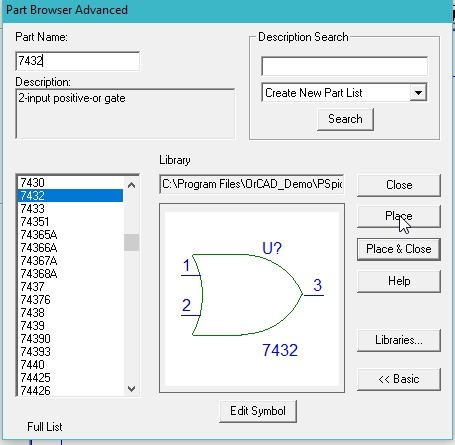 Part Browser Advanced
Part Name:
7432
Description:
2-input positive-or gate
Description Search
Create New Part List
Search
Library
C:\Program Files\OrCAD_Demo\PSpic
7430
7432
7433
74351
74365A
74366A
74367A
74368A
7437
74376
7438
7439
74390
74393
7440
74425
74426
Full List
U?
1
2
3
7432
Edit Symbol
Close
Place
Place & Close
Help
Libraries...
<< Basic